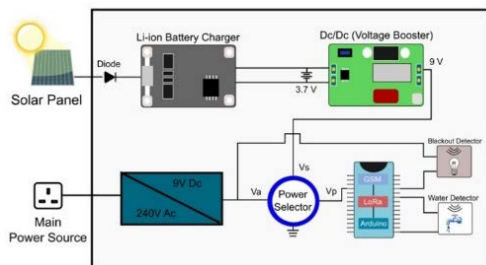 Li-ion Battery Charger
Dc/Dc (Voltage Booster)
Diode
9 V
Solar Panel
3.7 V
Blackout Detector
Vs
GSM
9V Dc
Va
Power
Selector
Vp
LoRa
Water Detector
240V Ac
Arduino
Main
Power Source